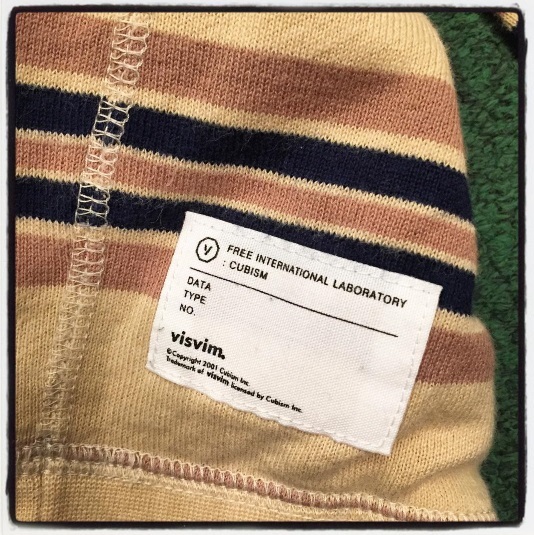 V FREE INTERNATIONAL LABORATORY
: CUBISM
DATA
TYPE
NO.
visvim.
©Copyright 2001 Cubism Inc.
Trademark of visvim licensed by Cubism Inc.